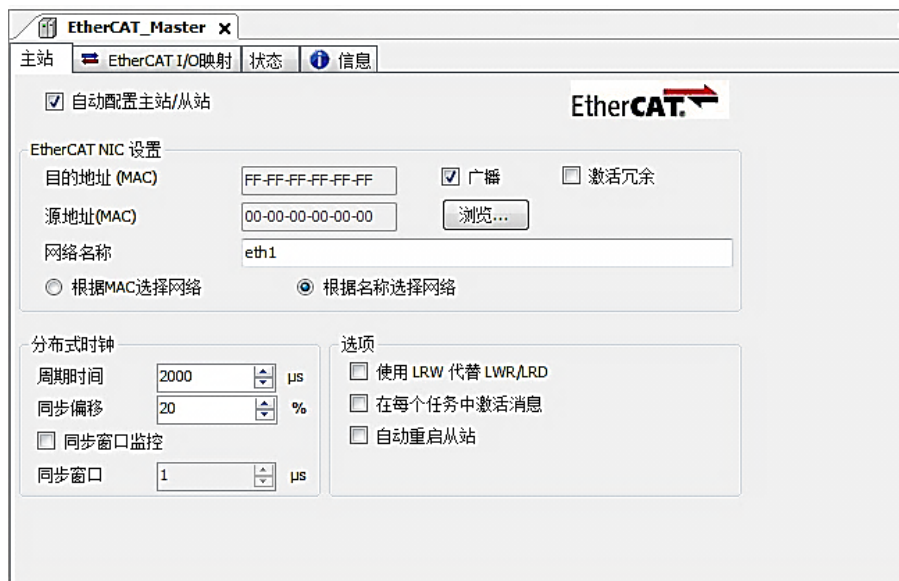 EtherCAT_Master x
主站 EtherCAT I/O映射 状态 信息
自动配置主站/从站
EtherCAT.
EtherCAT NIC 设置
目的地址 (MAC) FF-FF-FF-FF-FF-FF 广播 激活冗余
源地址(MAC) 00-00-00-00-00-00 浏览...
网络名称 eth1
根据MAC选择网络 根据名称选择网络
分布式时钟 选项
周期时间 2000 µs 使用 LRW 代替 LWR/LRD
同步偏移 20 % 在每个任务中激活消息
同步窗口监控 自动重启从站
同步窗口 1 µs